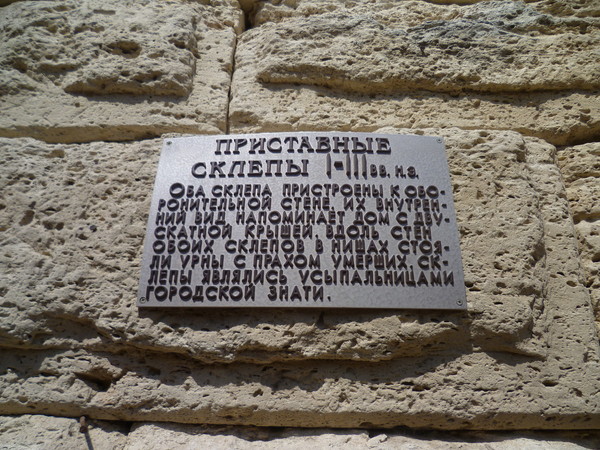 ПРИСТАВНЫЕ
СКЛЕПЫ I-III ВВ. Н.Э.
ОБА СКЛЕПА ПРИСТРОЕНЫ К ОБО-
РОНИТЕЛЬНОЙ СТЕНЕ, ИХ ВНУТРЕН-
НИЙ ВИД НАПОМИНАЕТ ДОМ С ДВУ-
СКАТНОЙ КРЫШЕЙ. ВДОЛЬ СТЕН
ОБОИХ СКЛЕПОВ В НИШАХ СТОЯ-
ЛИ УРНЫ С ПРАХОМ УМЕРШИХ. СК-
ЛЕПЫ ЯВЛЯЛИСЬ УСЫПАЛЬНИЦАМИ
ГОРОДСКОЙ ЗНАТИ.